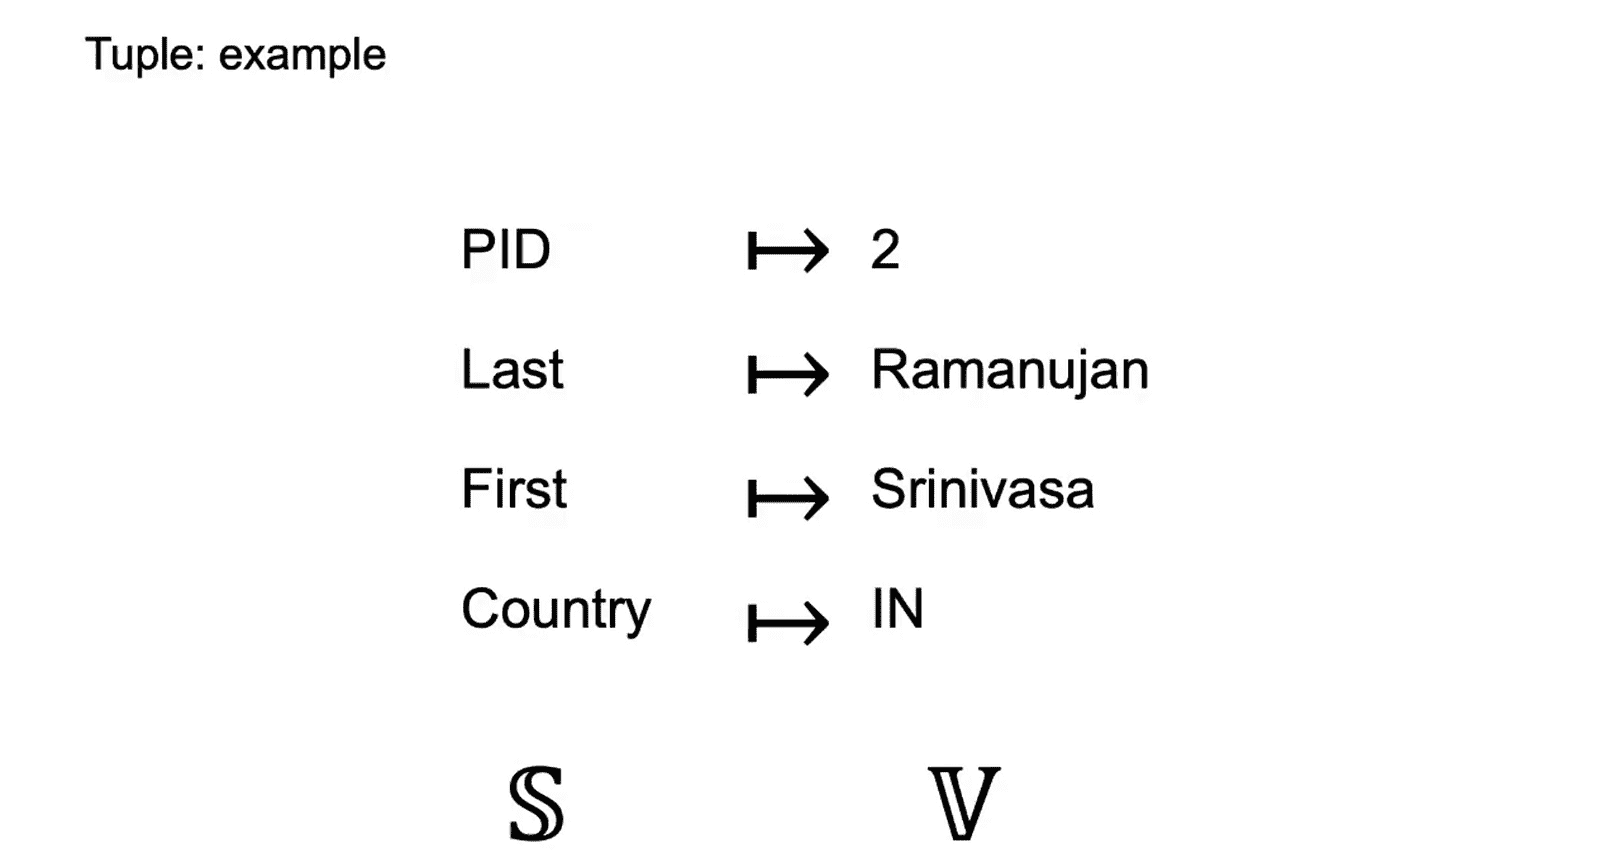 Tuple: example
PID ↦ 2
Last ↦ Ramanujan
First ↦ Srinivasa
Country ↦ IN
𝕊 𝕍